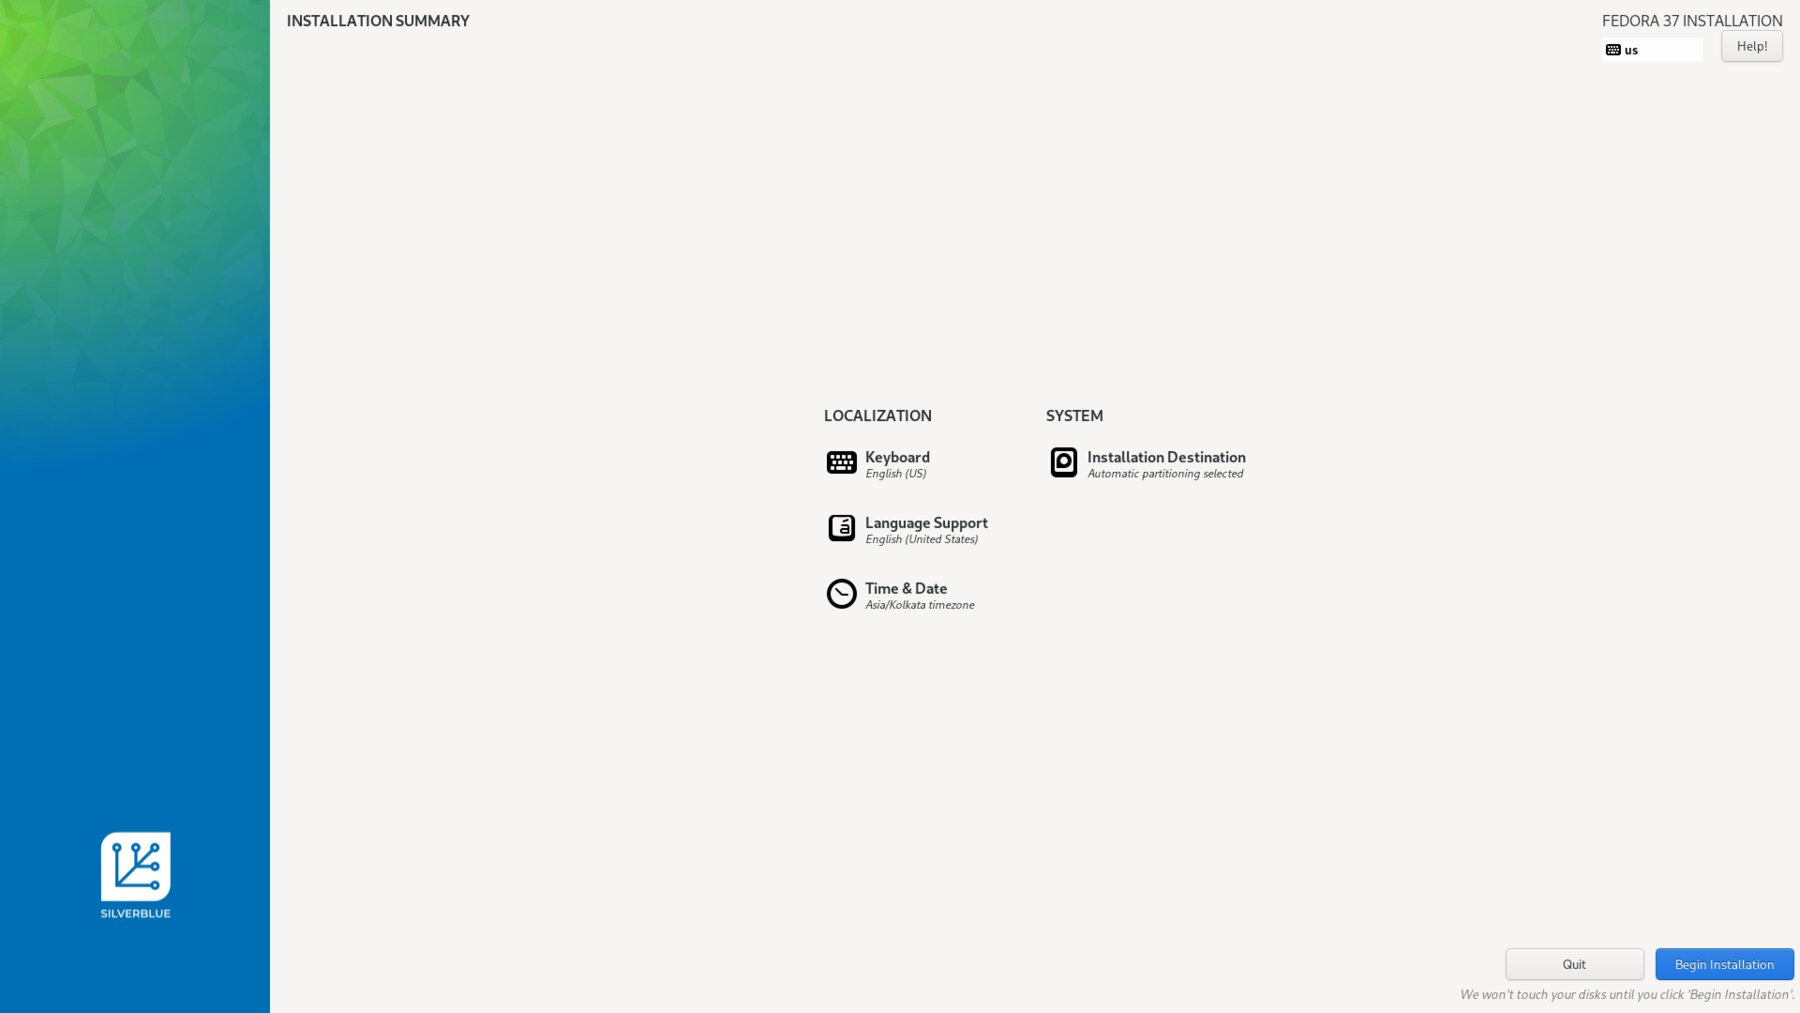 INSTALLATION SUMMARY
FEDORA 37 INSTALLATION
us
Help!
LOCALIZATION
Keyboard
English (US)
Language Support
English (United States)
Time & Date
Asia/Kolkata timezone
SYSTEM
Installation Destination
Automatic partitioning selected
SILVERBLUE
Quit
Begin Installation
We won't touch your disks until you click 'Begin Installation'.